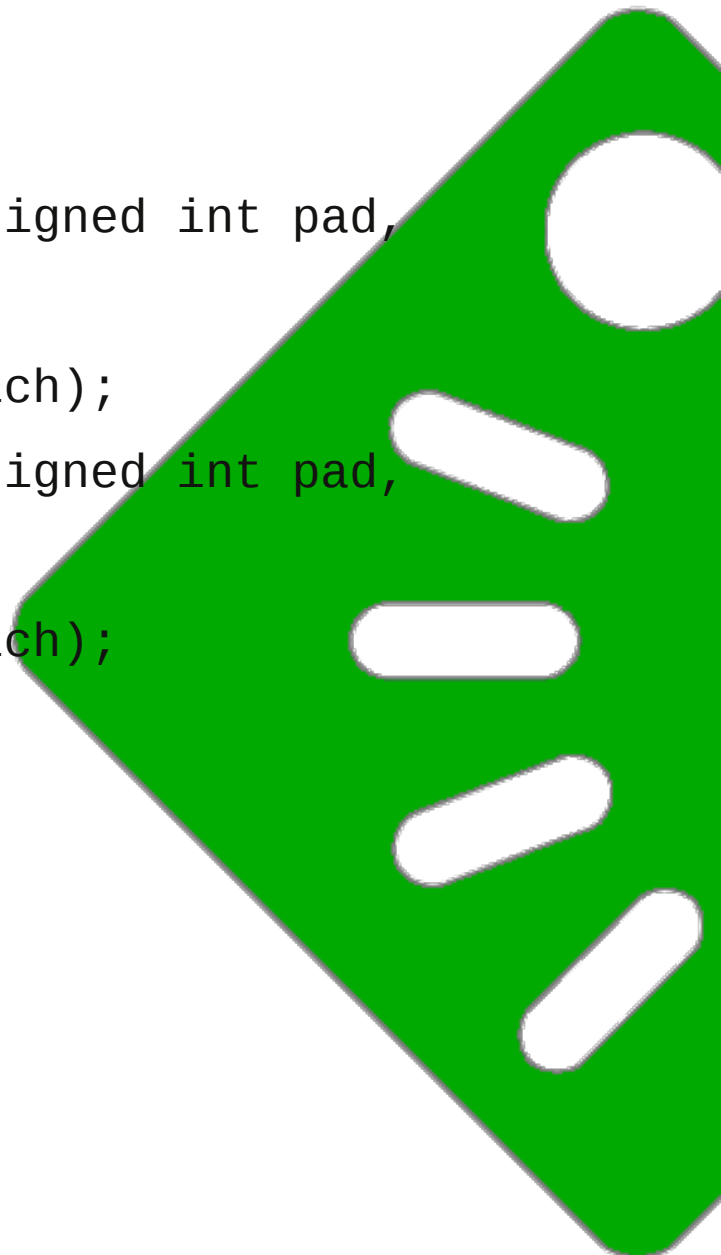 igned int pad,
ch);
igned int pad,
ch);